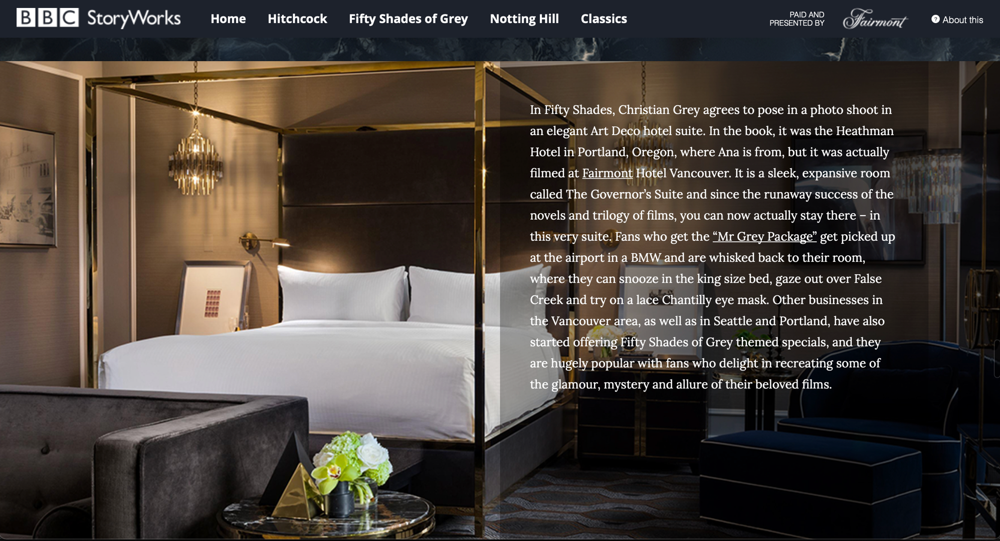 BBC StoryWorks
Home Hitchcock Fifty Shades of Grey Notting Hill Classics
PAID AND
PRESENTED BY
Fairmont
? About this
In Fifty Shades, Christian Grey agrees to pose in a photo shoot in
an elegant Art Deco hotel suite. In the book, it was the Heathman
Hotel in Portland, Oregon, where Ana is from, but it was actually
filmed at Fairmont Hotel Vancouver. It is a sleek, expansive room
called The Governor’s Suite and since the runaway success of the
novels and trilogy of films, you can now actually stay there – in
this very suite. Fans who get the “Mr Grey Package” get picked up
at the airport in a BMW and are whisked back to their room,
where they can snooze in the king size bed, gaze out over False
Creek and try on a lace Chantilly eye mask. Other businesses in
the Vancouver area, as well as in Seattle and Portland, have also
started offering Fifty Shades of Grey themed specials, and they
are hugely popular with fans who delight in recreating some of
the glamour, mystery and allure of their beloved films.